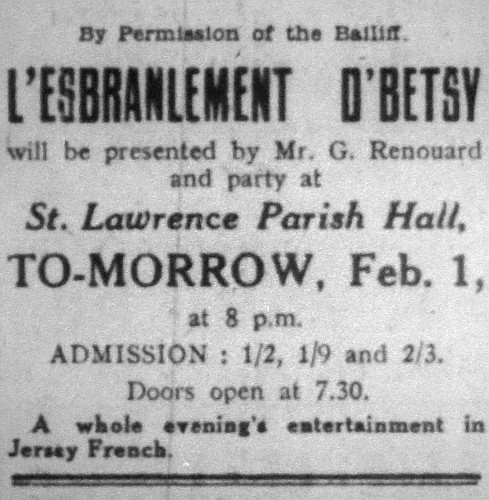 By Permission of the Bailiff.
L'ESBRANLEMENT D'BETSY
will be presented by Mr. G. Renouard
and party at
St. Lawrence Parish Hall,
TO-MORROW, Feb. 1,
at 8 p.m.
ADMISSION : 1/2, 1/9 and 2/3.
Doors open at 7.30.
A whole evening's entertainment in
Jersey French.